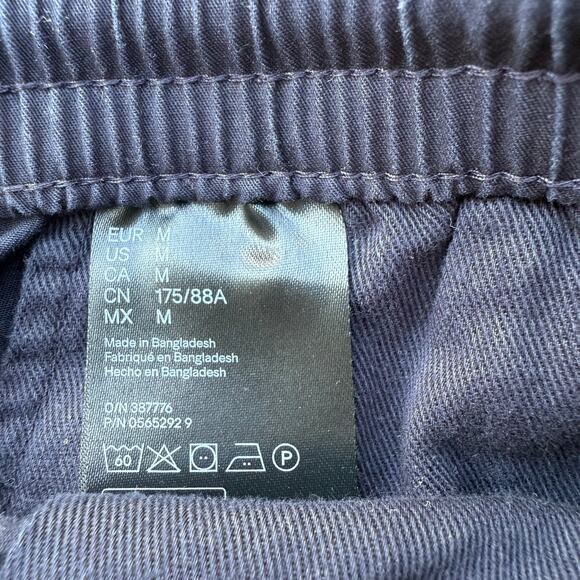 EUR M
US M
CA M
CN 175/88A
MX M
Made in Bangladesh
Fabriqué en Bangladesh
Hecho en Bangladesh
O/N 387776
P/N 0565292 9
60 P